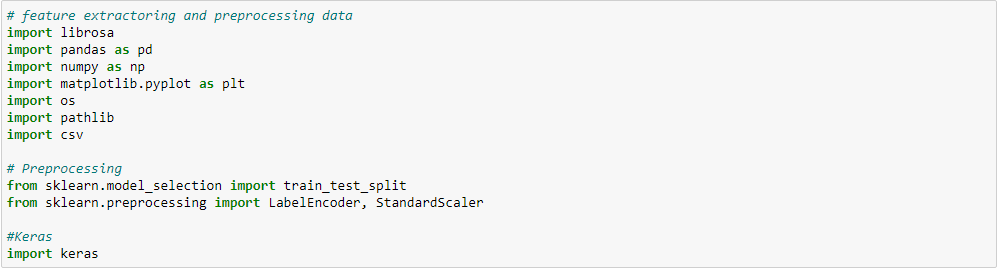 # feature extractoring and preprocessing data
import librosa
import pandas as pd
import numpy as np
import matplotlib.pyplot as plt
import os
import pathlib
import csv
# Preprocessing
from sklearn.model_selection import train_test_split
from sklearn.preprocessing import LabelEncoder, StandardScaler
#Keras
import keras